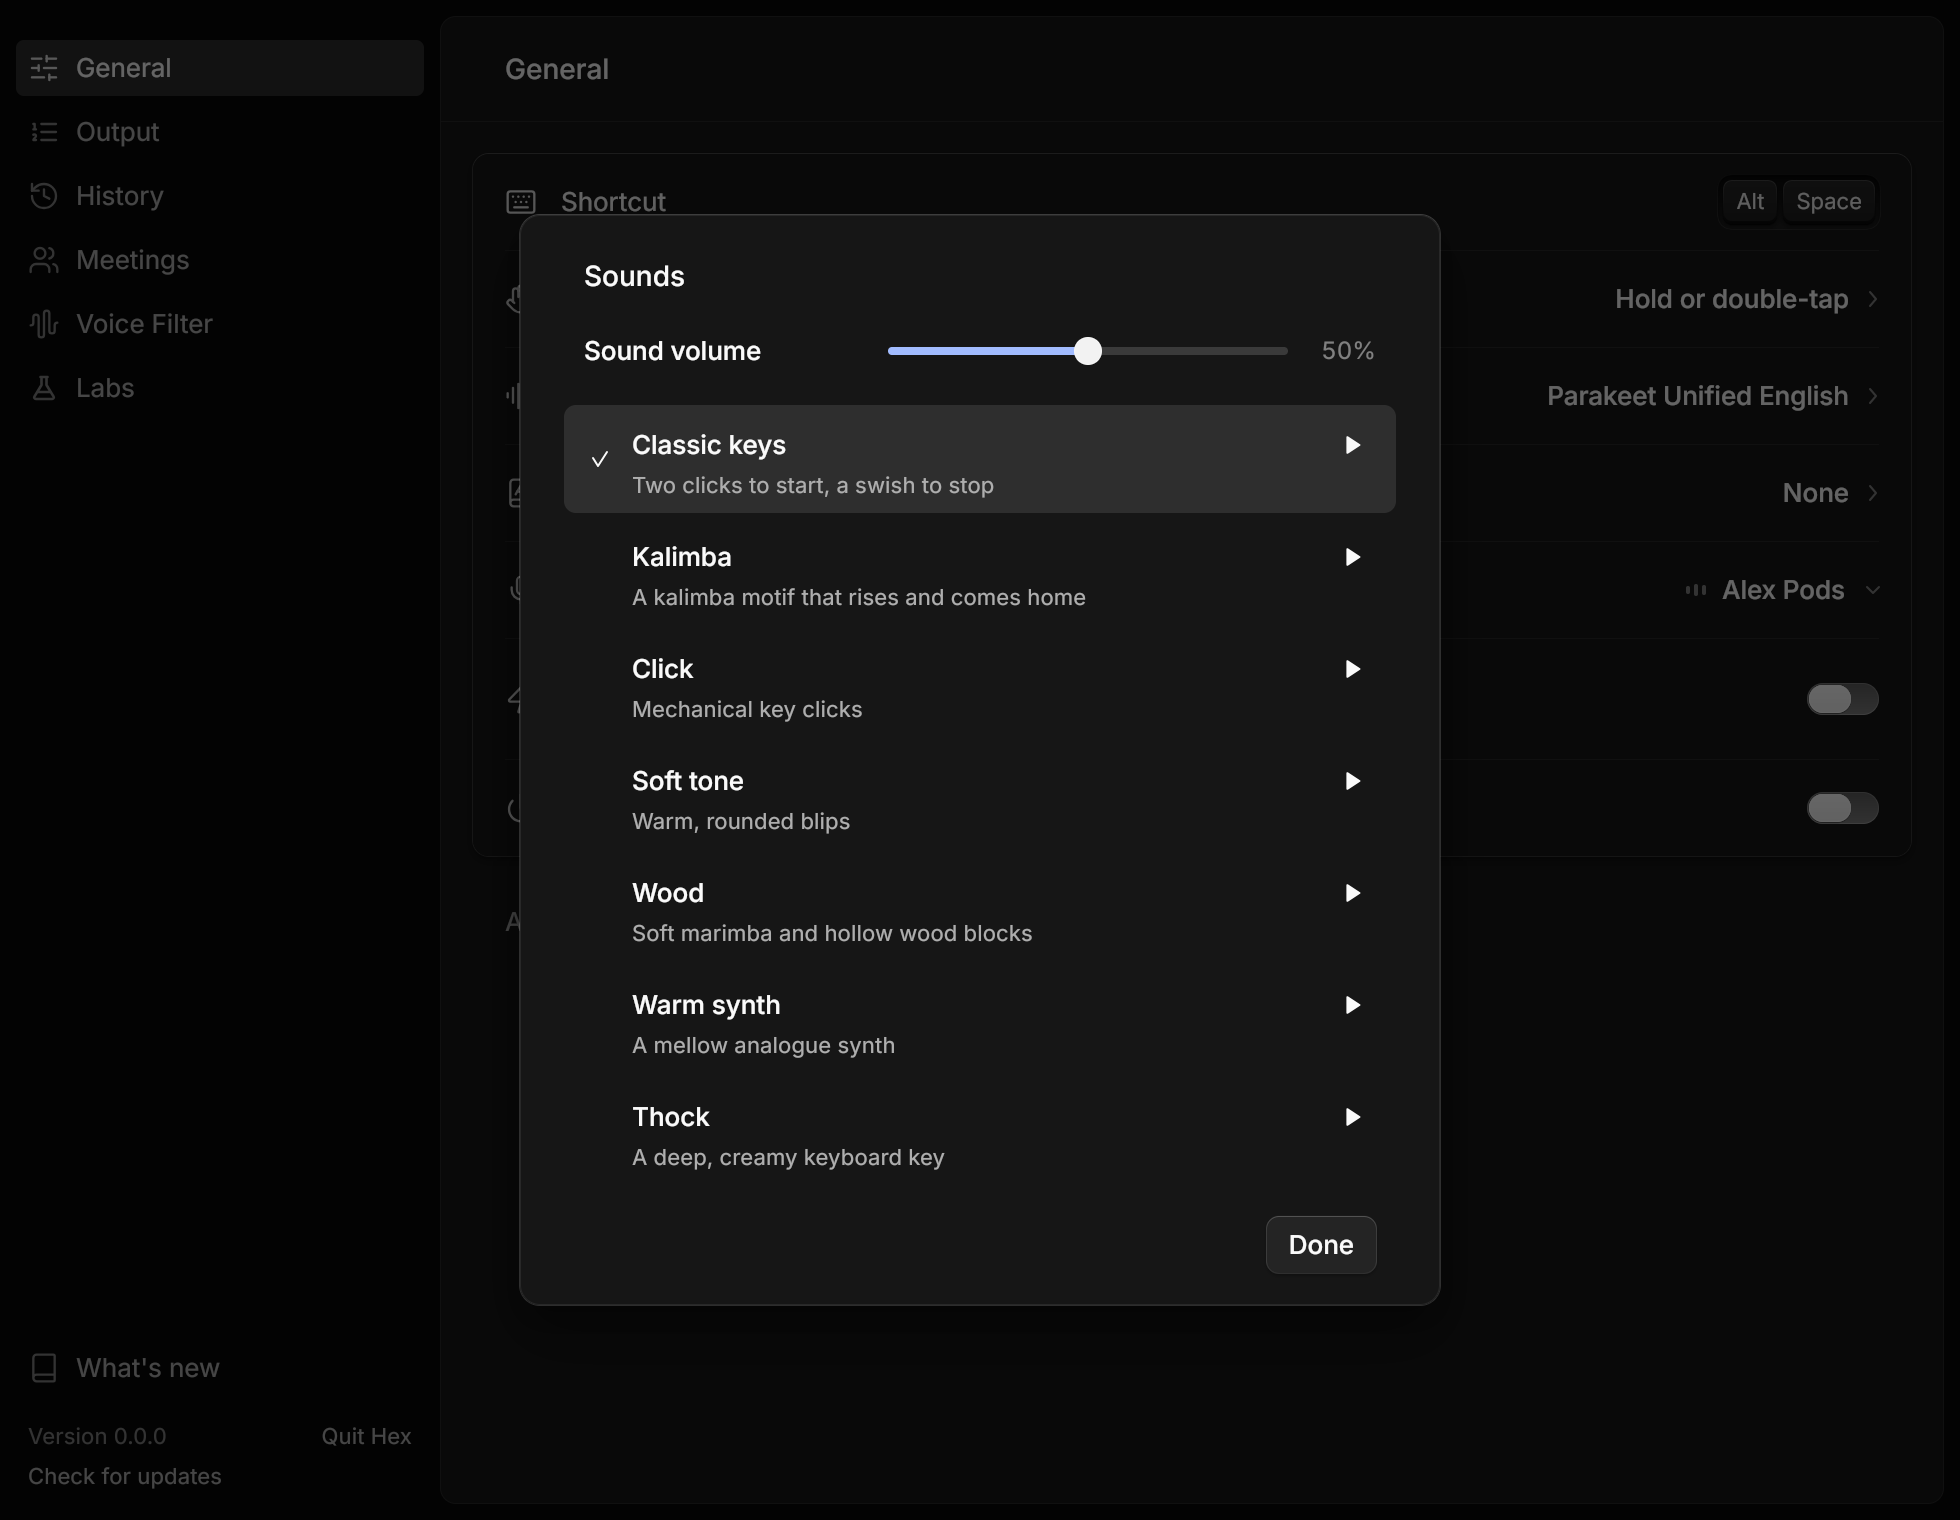 General
Output
History
Meetings
Voice Filter
Labs
What's new
Version 0.0.0
Quit Hex
Check for updates
General
Shortcut
Alt
Space
Hold or double-tap
Parakeet Unified English
None
Alex Pods
Sounds
Sound volume
50%
Classic keys
Two clicks to start, a swish to stop
Kalimba
A kalimba motif that rises and comes home
Click
Mechanical key clicks
Soft tone
Warm, rounded blips
Wood
Soft marimba and hollow wood blocks
Warm synth
A mellow analogue synth
Thock
A deep, creamy keyboard key
Done